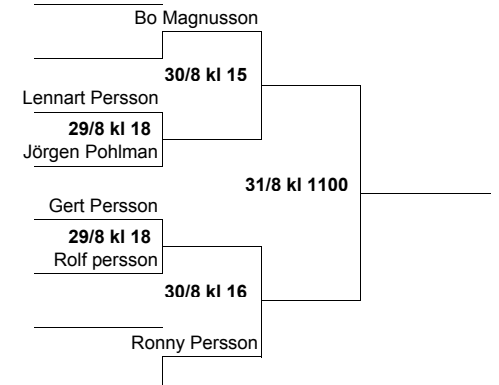 Bo Magnusson
30/8 kl 15
Lennart Persson
29/8 kl 18
Jörgen Pohlman
31/8 kl 1100
Gert Persson
29/8 kl 18
Rolf persson
30/8 kl 16
Ronny Persson